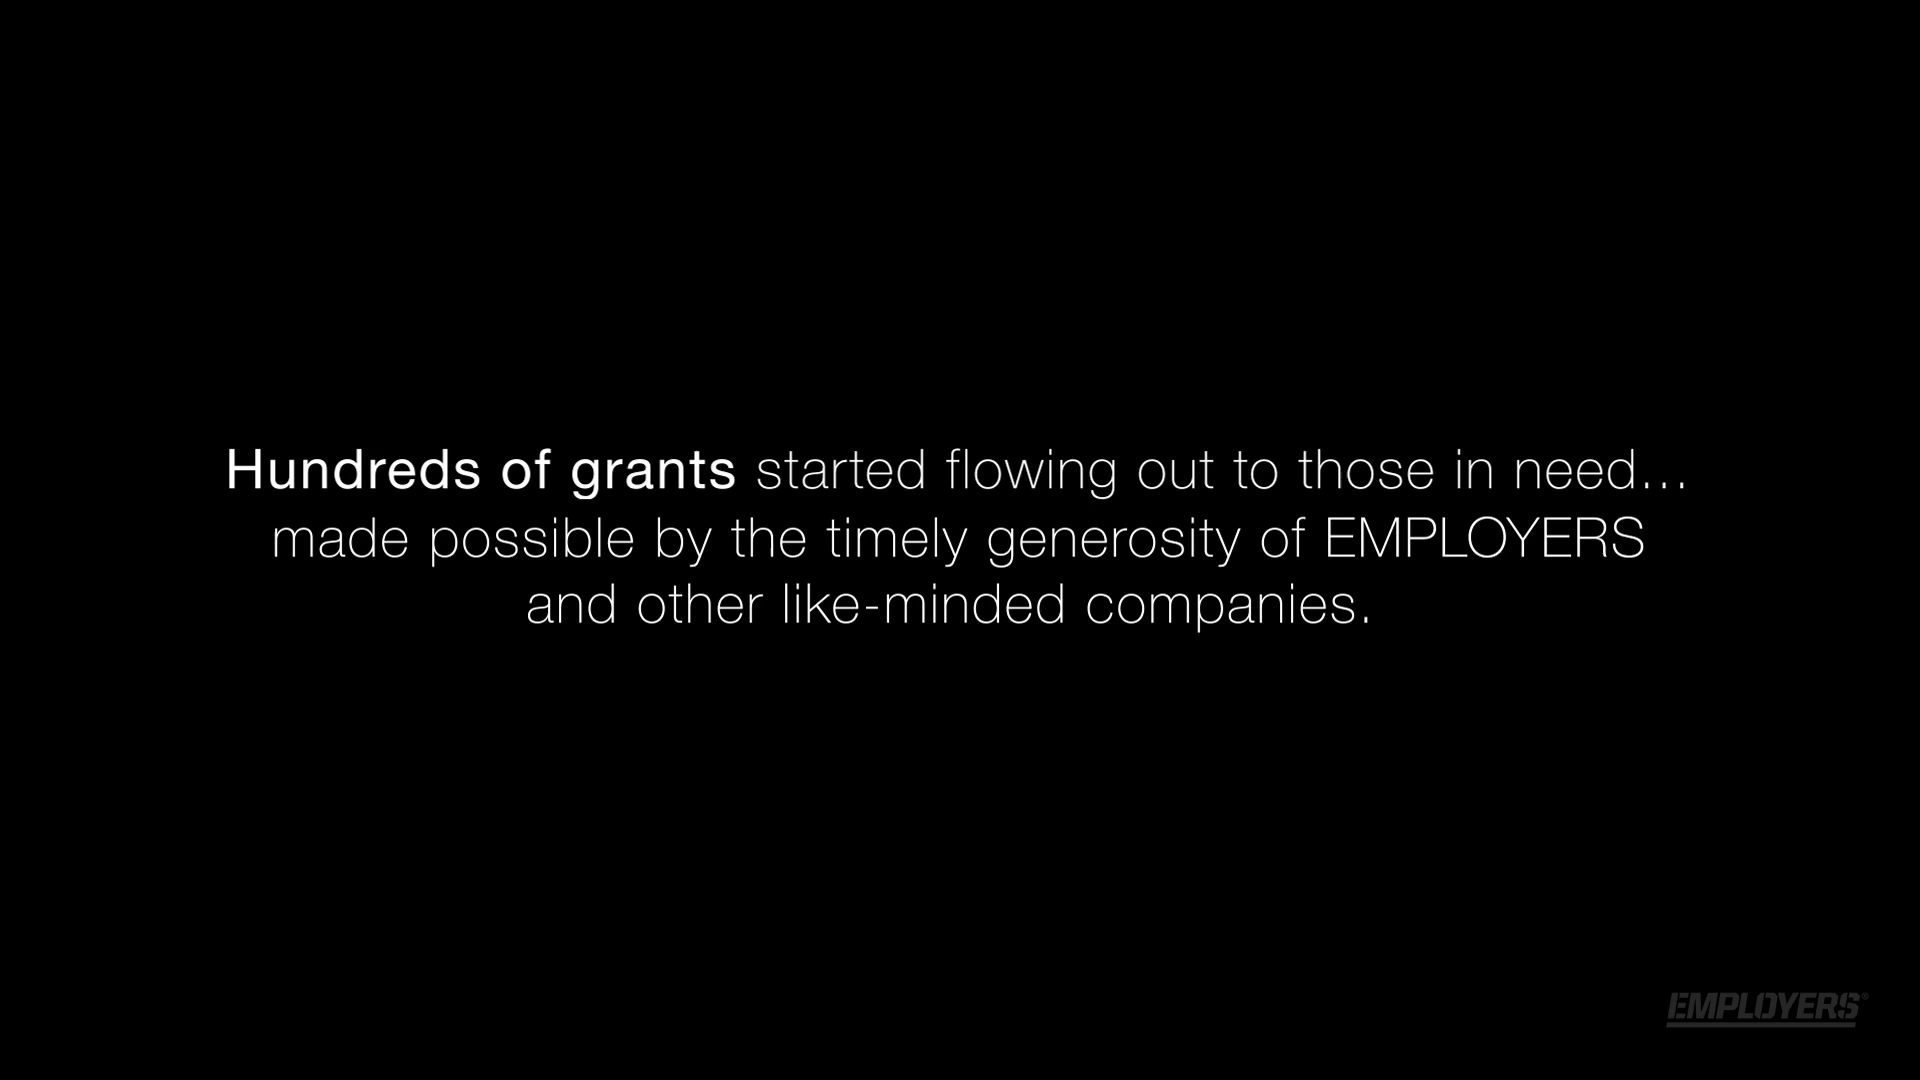 Hundreds of grants started flowing out to those in need...
made possible by the timely generosity of EMPLOYERS
and other like-minded companies.
EMPLOYERS®